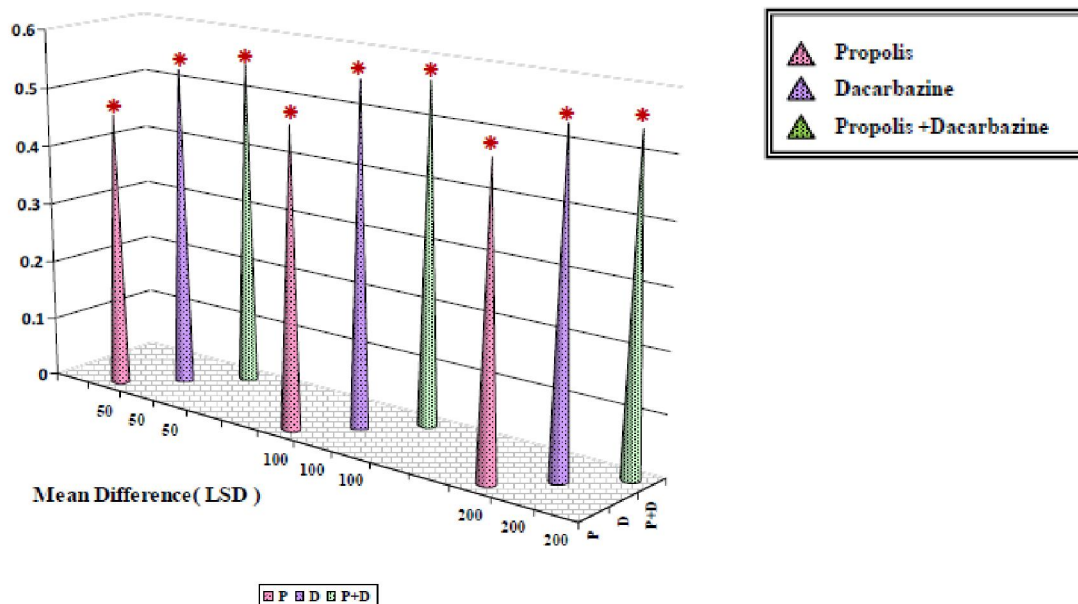 0.6
0.5
0.4
0.3
0.2
0.1
0
50
50
50
100
100
100
200
200
200
P
D
P+D
Mean Difference( LSD )
P D P+D
Propolis
Dacarbazine
Propolis +Dacarbazine